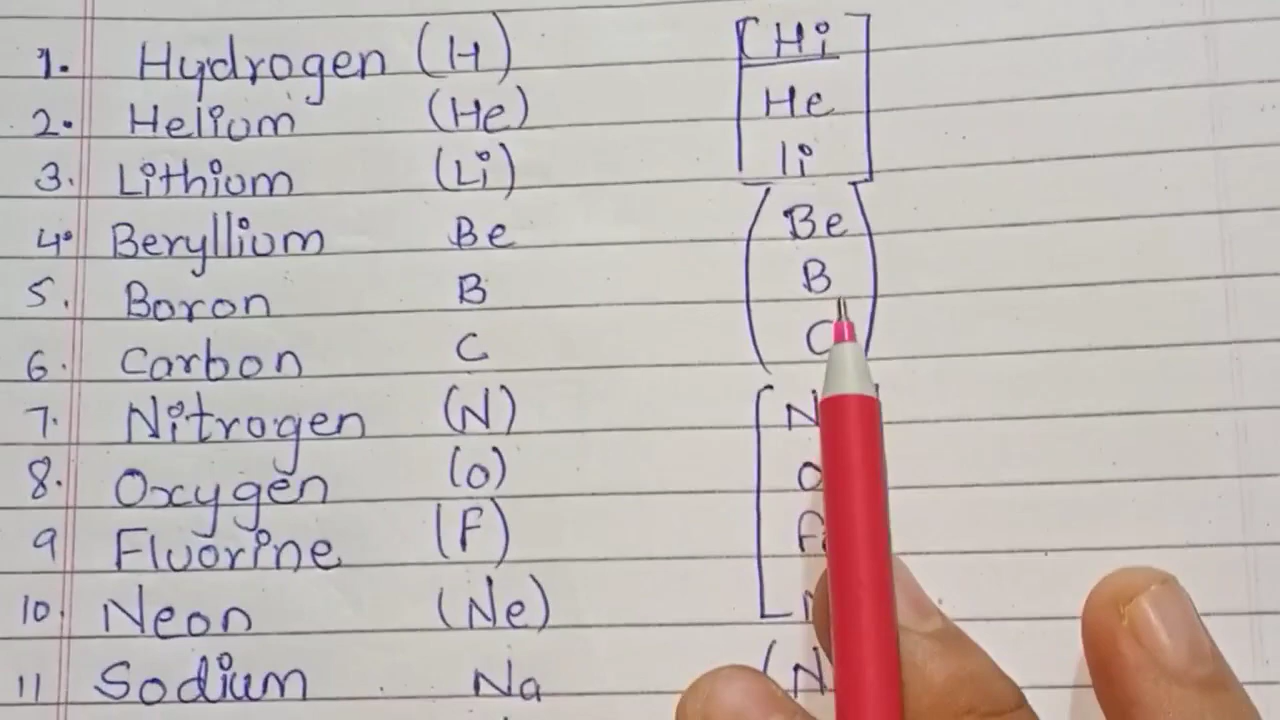 1. Hydrogen (H) [Hi]
2. Helium (He) He
3. Lithium (Li) li
4. Beryllium Be (Be)
5. Boron B B
6. Carbon C C
7. Nitrogen (N) [N
8. Oxygen (O) O
9 Fluorine (F)
10. Neon (Ne)
11 Sodium Na (N